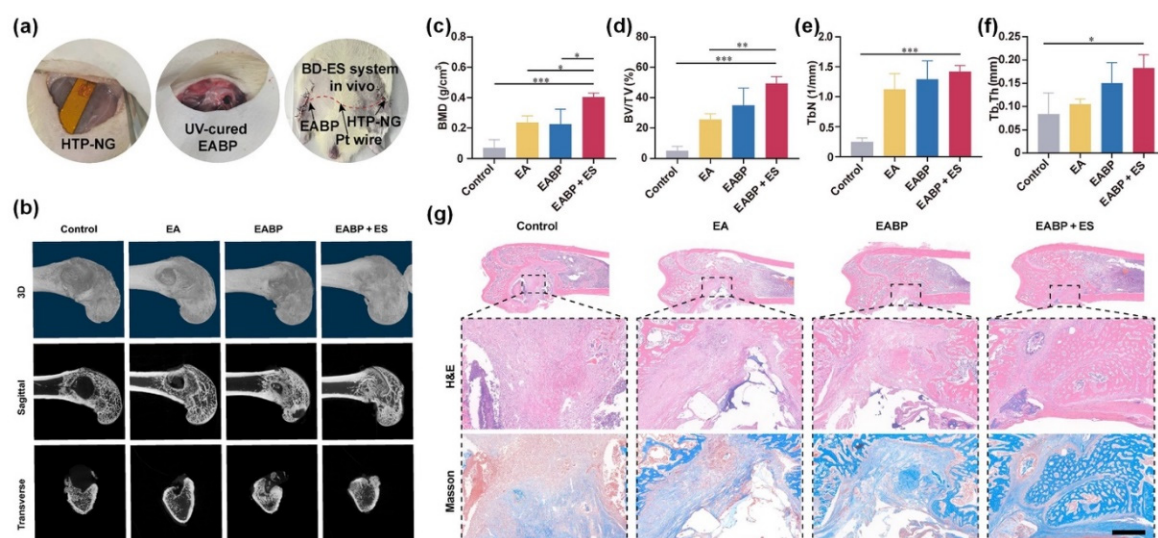 (a)
HTP-NG
UV-cured
EABP
BD-ES system
in vivo
EABP
HTP-NG
Pt wire
(b)
Control
EA
EABP
EABP + ES
3D
Sagittal
Transverse
(c)
BMD (g/cm³)
0.8
0.6
0.4
0.2
0
***
*
*
Control
EA
EABP
EABP + ES
(d)
BV/TV (%)
80
60
40
20
0
***
**
Control
EA
EABP
EABP + ES
(e)
TbN (1/mm)
2.0
1.5
1.0
0.5
0
***
Control
EA
EABP
EABP + ES
(f)
Tb.Th (mm)
0.25
0.20
0.15
0.10
0.05
0
*
Control
EA
EABP
EABP + ES
(g)
Control
EA
EABP
EABP + ES
H&E
Masson